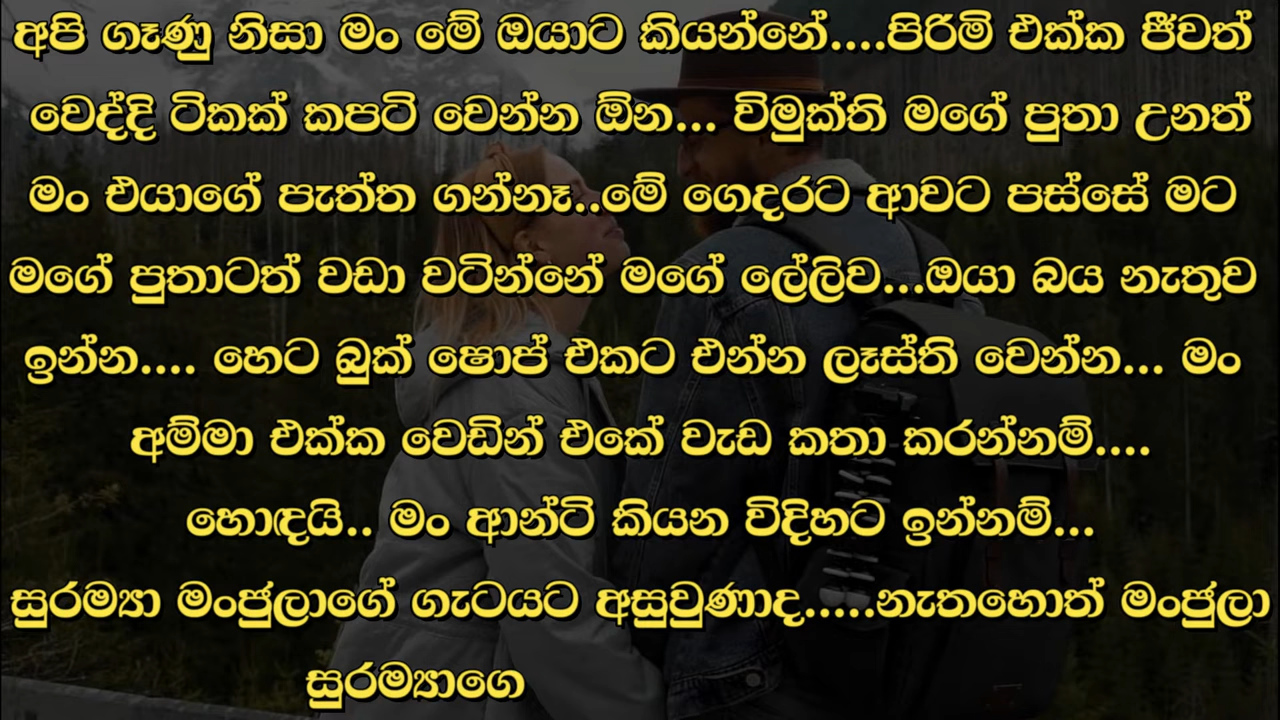 අපි ගෑණු නිසා මං මේ ඔයාට කියන්නේ....පිරිමි එක්ක ජීවත්
වෙද්දි ටිකක් කපටි වෙන්න ඕන... විමුක්ති මගේ පුතා උනත්
මං එයාගේ පැත්ත ගන්නෑ..මේ ගෙදරට ආවට පස්සේ මට
මගේ පුතාටත් වඩා වටින්නේ මගේ ලේලිව...ඔයා බය නැතුව
ඉන්න.... හෙට බුක් ෂොප් එකට එන්න ලෑස්ති වෙන්න... මං
අම්මා එක්ක වෙඩින් එකේ වැඩ කතා කරන්නම්....
හොඳයි.. මං ආන්ටි කියන විදිහට ඉන්නම්...
සුරම්‍යා මංජුලාගේ ගැටයට අසුවුණාද.....නැතහොත් මංජුලා
සුරම්‍යාගෙ